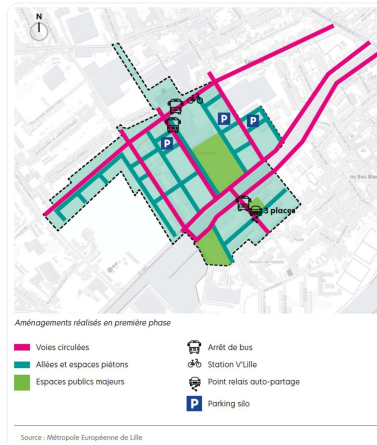 N
P
P
P
3 places
Aménagements réalisés en première phase
Voies circulées
Allées et espaces piétons
Espaces publics majeurs
Arrêt de bus
Station V'Lille
Point relais auto-partage
P Parking silo
Source : Métropole Européenne de Lille